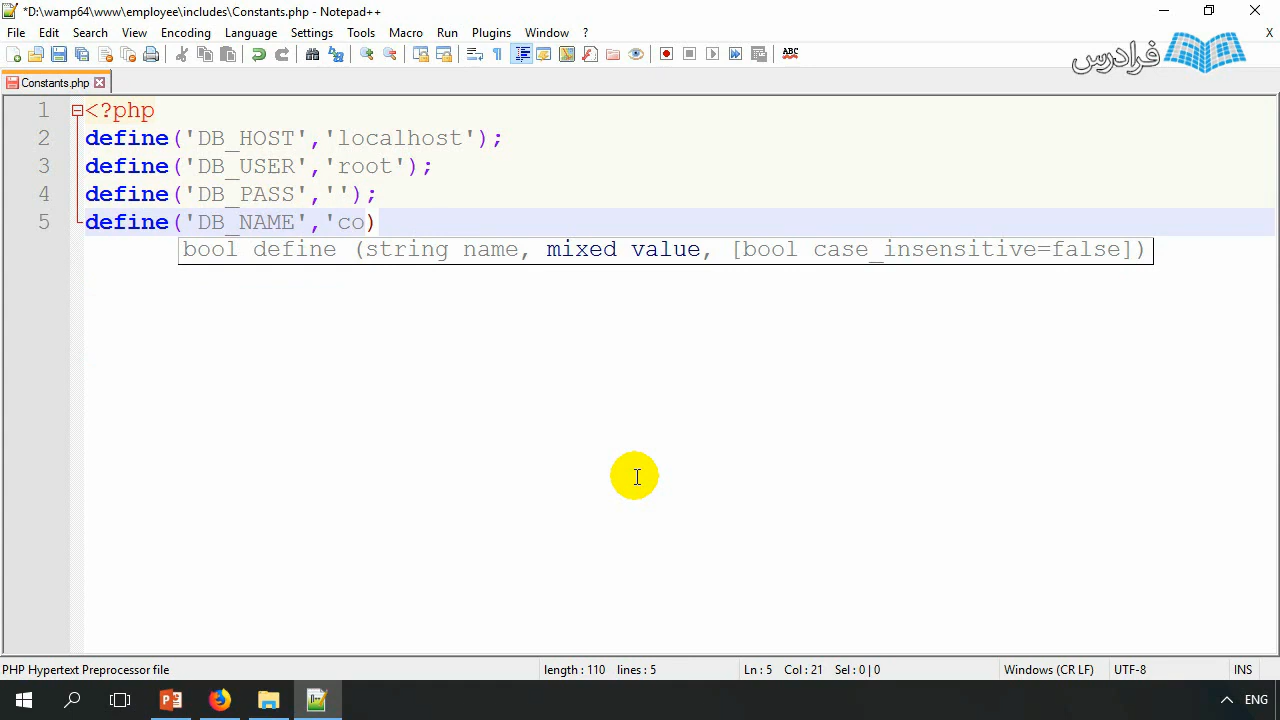 *D:\wamp64\www\employee\includes\Constants.php - Notepad++
File Edit Search View Encoding Language Settings Tools Macro Run Plugins Window ? X
فرادرس
Constants.php
1 <?php
2 define('DB_HOST','localhost');
3 define('DB_USER','root');
4 define('DB_PASS','');
5 define('DB_NAME','co)
bool define (string name, mixed value, [bool case_insensitive=false])
PHP Hypertext Preprocessor file length : 110 lines : 5 Ln : 5 Col : 21 Sel : 0 | 0 Windows (CR LF) UTF-8 INS
ENG